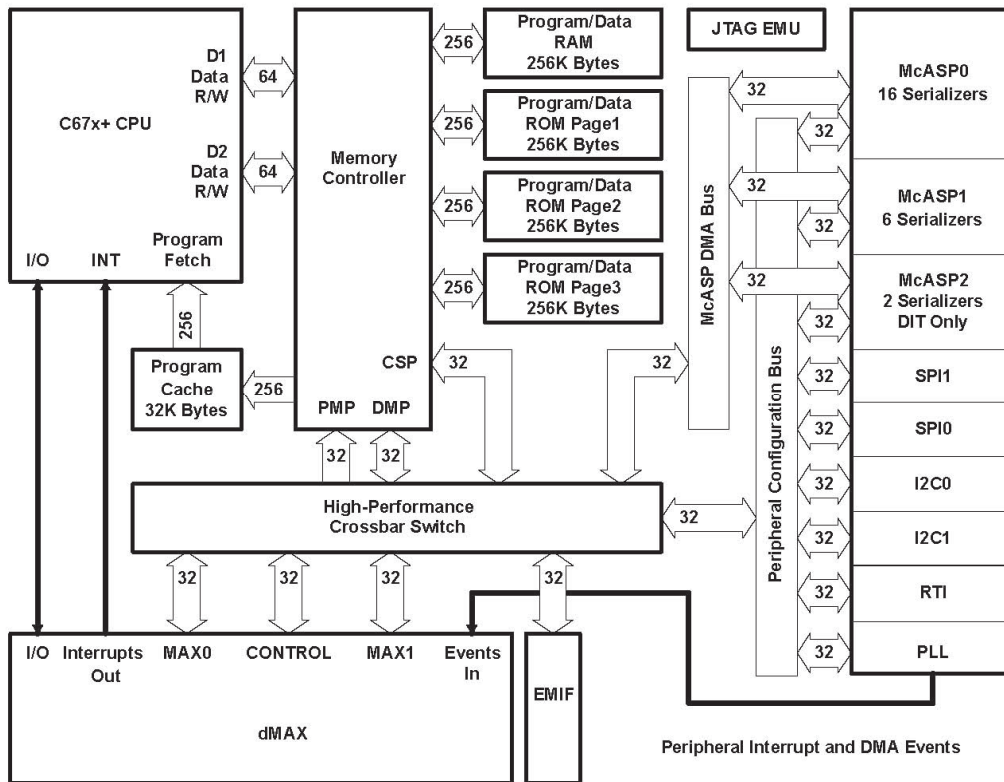 C67x+ CPU
D1
Data
R/W
D2
Data
R/W
I/O
INT
Program
Fetch
64
64
256
Program
Cache
32K Bytes
256
Memory
Controller
CSP
PMP
DMP
32
32
32
256
256
256
256
Program/Data
RAM
256K Bytes
Program/Data
ROM Page1
256K Bytes
Program/Data
ROM Page2
256K Bytes
Program/Data
ROM Page3
256K Bytes
JTAG EMU
McASP DMA Bus
Peripheral Configuration Bus
32
32
32
32
32
McASP0
16 Serializers
32
McASP1
6 Serializers
32
McASP2
2 Serializers
DIT Only
32
SPI1
32
SPI0
32
I2C0
32
I2C1
32
RTI
32
PLL
32
High-Performance
Crossbar Switch
32
32
32
32
32
I/O
Interrupts
Out
MAX0
CONTROL
MAX1
Events
In
dMAX
EMIF
Peripheral Interrupt and DMA Events